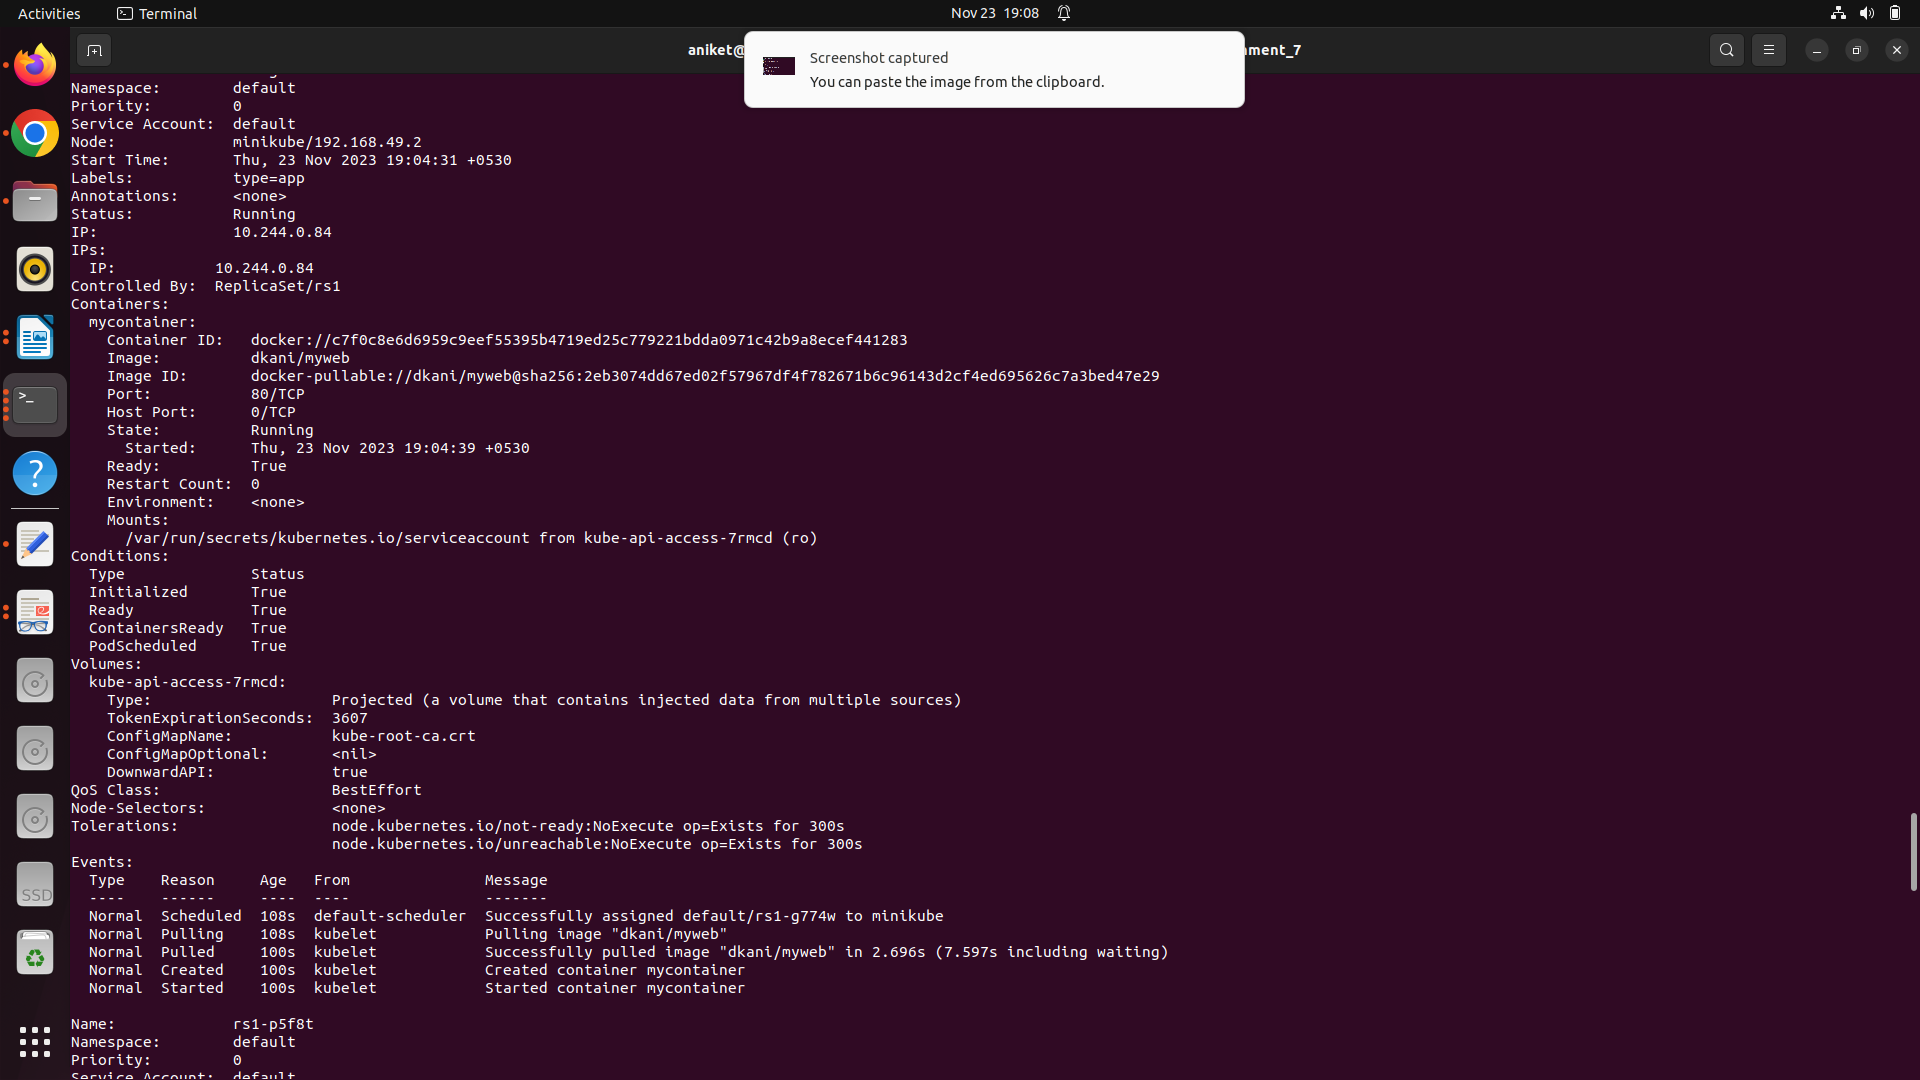 Activities
Terminal
Nov 23 19:08
aniket@
nment_7
Screenshot captured
You can paste the image from the clipboard.
Namespace: default
Priority: 0
Service Account: default
Node: minikube/192.168.49.2
Start Time: Thu, 23 Nov 2023 19:04:31 +0530
Labels: type=app
Annotations: <none>
Status: Running
IP: 10.244.0.84
IPs:
IP: 10.244.0.84
Controlled By: ReplicaSet/rs1
Containers:
mycontainer:
Container ID: docker://c7f0c8e6d6959c9eef55395b4719ed25c779221bdda0971c42b9a8ecef441283
Image: dkani/myweb
Image ID: docker-pullable://dkani/myweb@sha256:2eb3074dd67ed02f57967df4f782671b6c96143d2cf4ed695626c7a3bed47e29
Port: 80/TCP
Host Port: 0/TCP
State: Running
Started: Thu, 23 Nov 2023 19:04:39 +0530
Ready: True
Restart Count: 0
Environment: <none>
Mounts:
/var/run/secrets/kubernetes.io/serviceaccount from kube-api-access-7rmcd (ro)
Conditions:
Type Status
Initialized True
Ready True
ContainersReady True
PodScheduled True
Volumes:
kube-api-access-7rmcd:
Type: Projected (a volume that contains injected data from multiple sources)
TokenExpirationSeconds: 3607
ConfigMapName: kube-root-ca.crt
ConfigMapOptional: <nil>
DownwardAPI: true
QoS Class: BestEffort
Node-Selectors: <none>
Tolerations: node.kubernetes.io/not-ready:NoExecute op=Exists for 300s
node.kubernetes.io/unreachable:NoExecute op=Exists for 300s
Events:
Type Reason Age From Message
---- ------ ---- ---- -------
Normal Scheduled 108s default-scheduler Successfully assigned default/rs1-g774w to minikube
Normal Pulling 108s kubelet Pulling image "dkani/myweb"
Normal Pulled 100s kubelet Successfully pulled image "dkani/myweb" in 2.696s (7.597s including waiting)
Normal Created 100s kubelet Created container mycontainer
Normal Started 100s kubelet Started container mycontainer
Name: rs1-p5f8t
Namespace: default
Priority: 0
Service Account: default
SSD